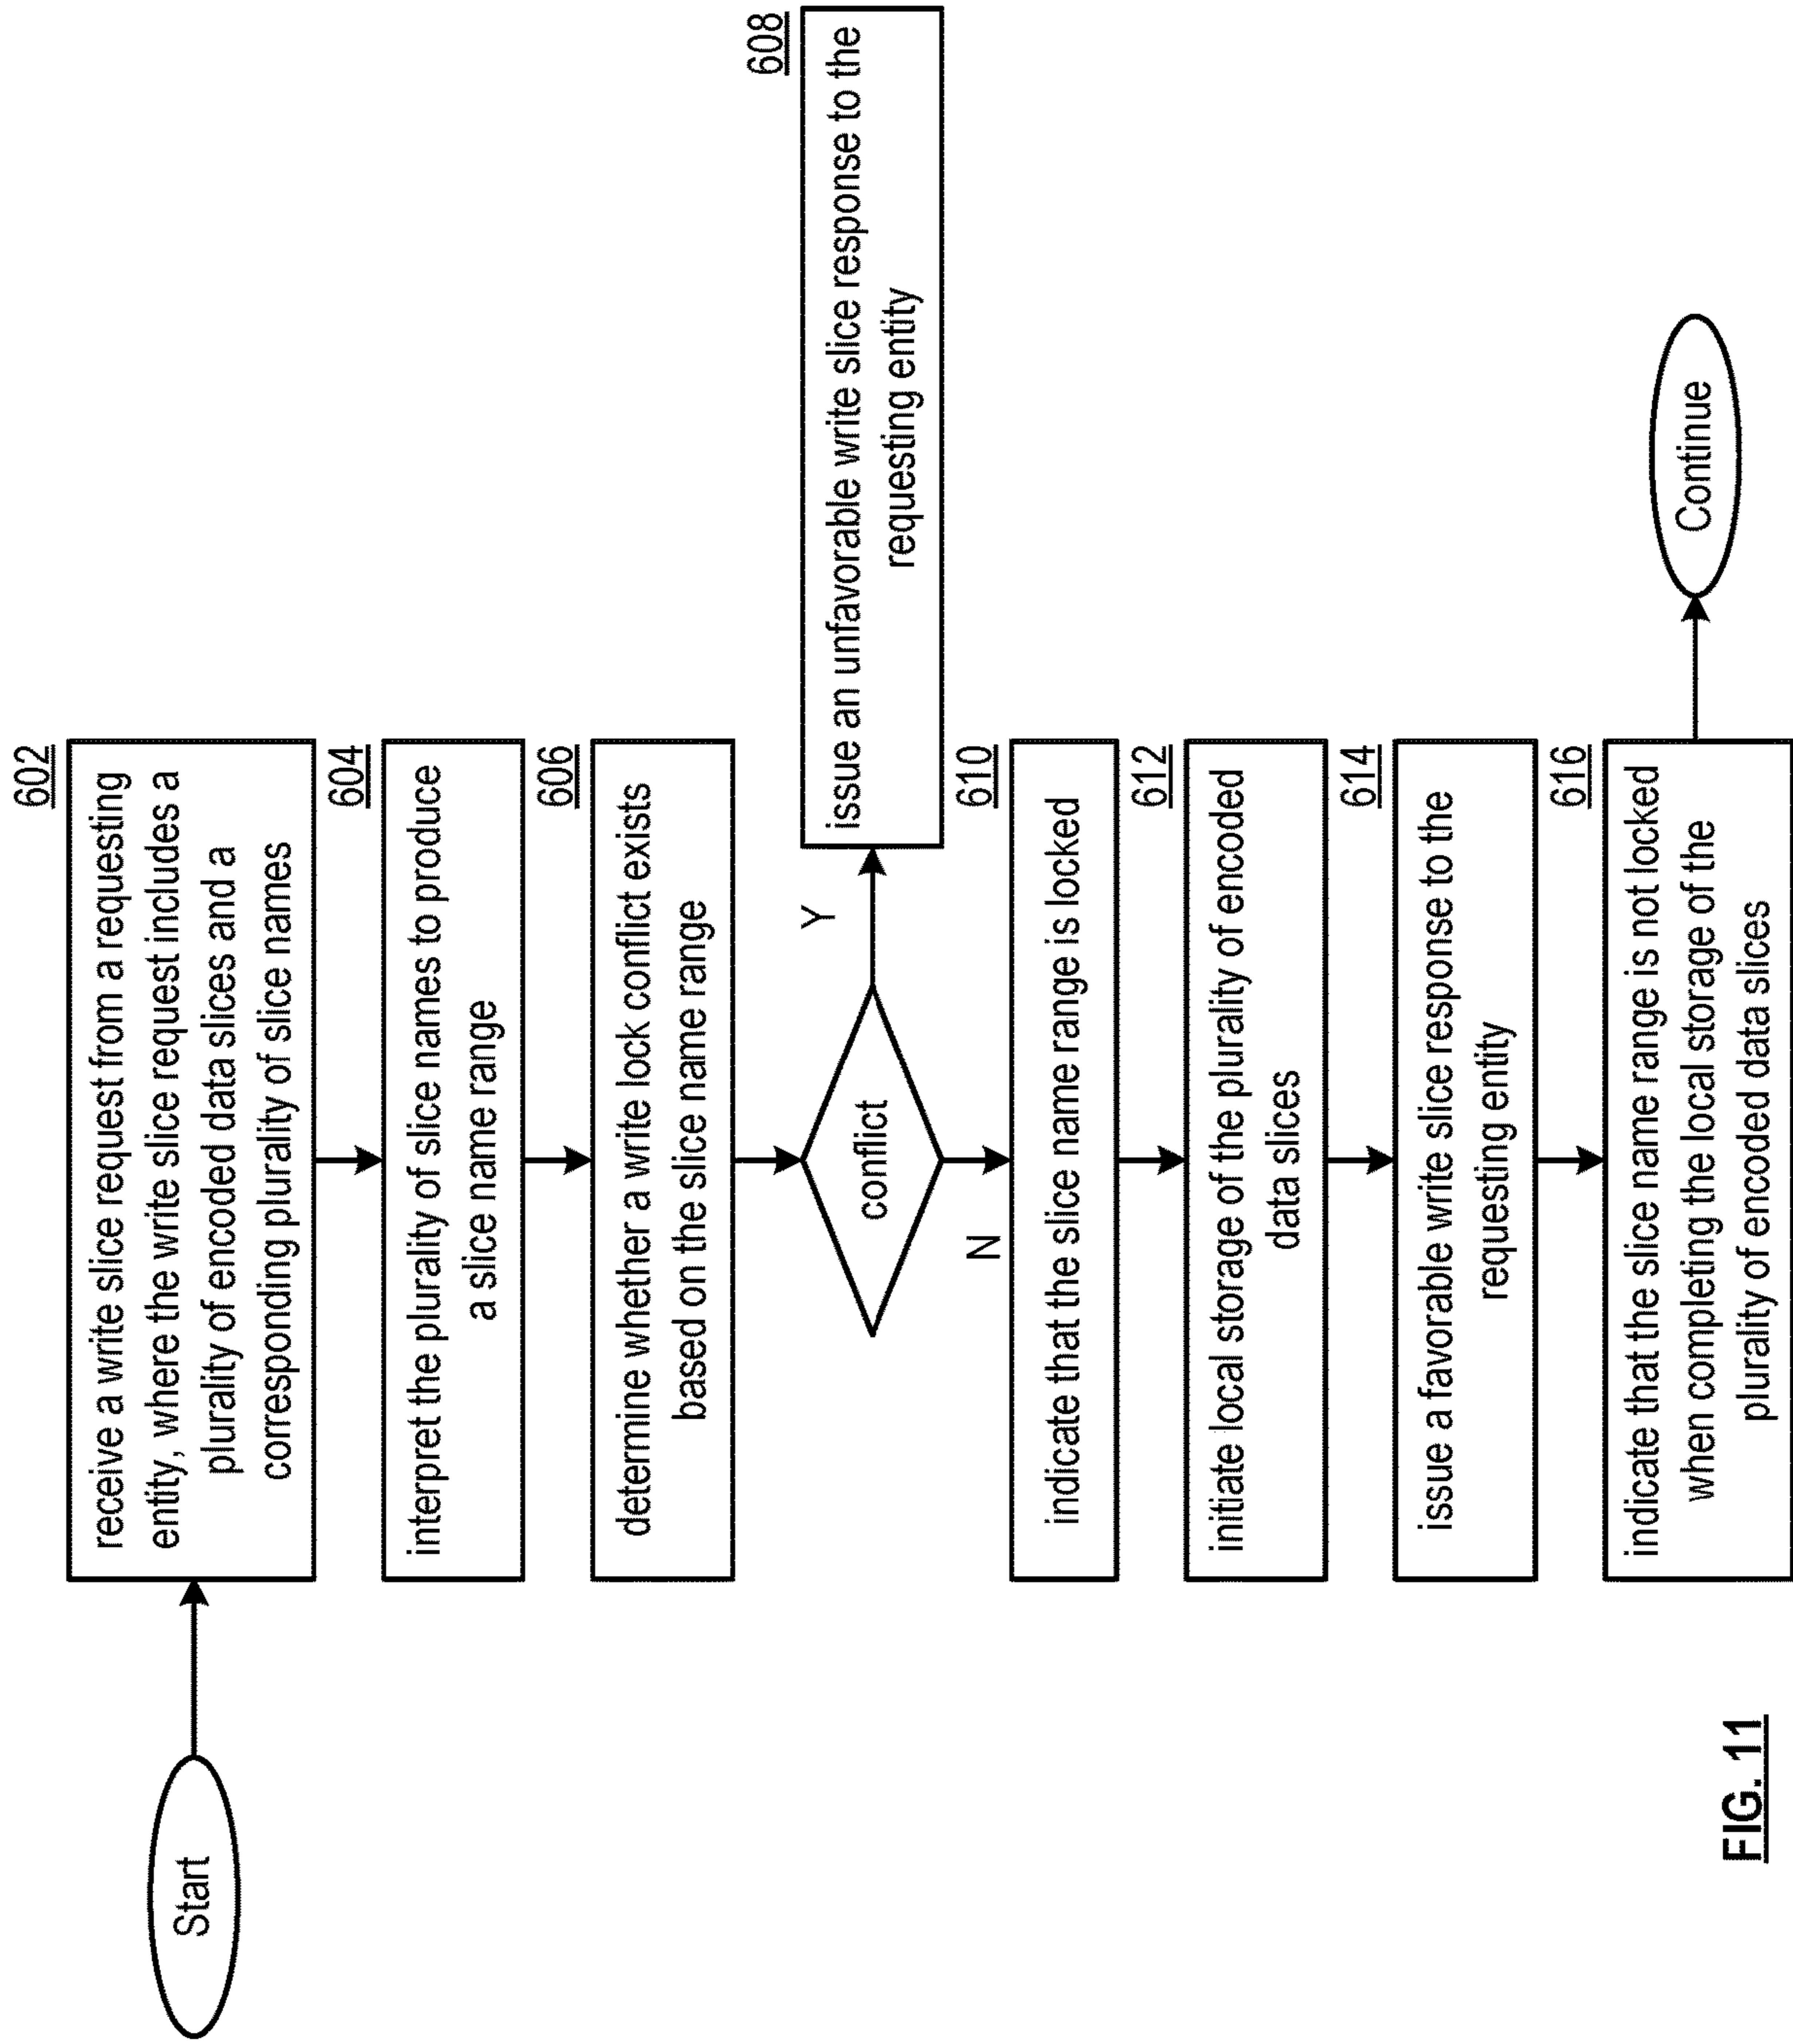 Start
602
receive a write slice request from a requesting
entity, where the write slice request includes a
plurality of encoded data slices and a
corresponding plurality of slice names
604
interpret the plurality of slice names to produce
a slice name range
606
determine whether a write lock conflict exists
based on the slice name range
conflict
Y
608
issue an unfavorable write slice response to the
requesting entity
N
610
indicate that the slice name range is locked
612
initiate local storage of the plurality of encoded
data slices
614
issue a favorable write slice response to the
requesting entity
616
indicate that the slice name range is not locked
when completing the local storage of the
plurality of encoded data slices
Continue
FIG. 11